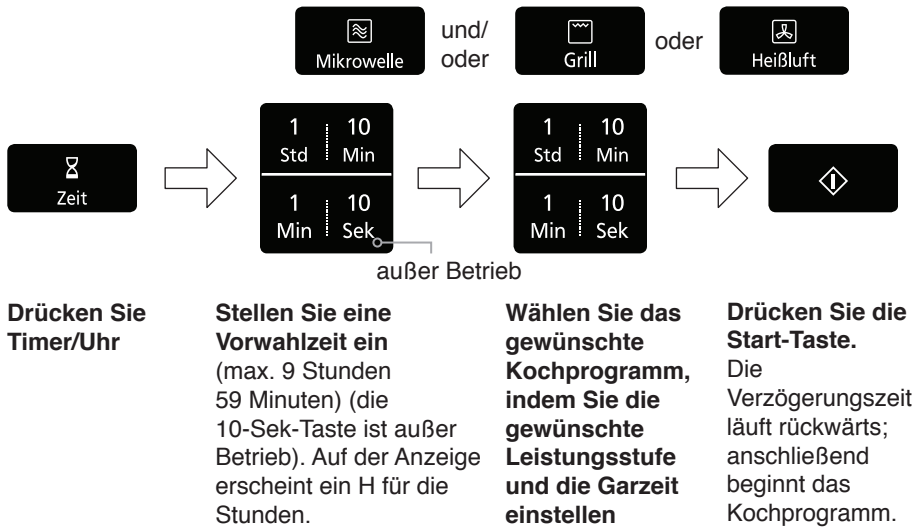 Mikrowelle
und/
oder
Grill
oder
Heißluft
Zeit
1 10
Std Min
1 10
Min Sek
1 10
Std Min
1 10
Min Sek
außer Betrieb
Drücken Sie
Timer/Uhr
Stellen Sie eine
Vorwahlzeit ein
(max. 9 Stunden
59 Minuten) (die
10-Sek-Taste ist außer
Betrieb). Auf der Anzeige
erscheint ein H für die
Stunden.
Wählen Sie das
gewünschte
Kochprogramm,
indem Sie die
gewünschte
Leistungsstufe
und die Garzeit
einstellen
Drücken Sie die
Start-Taste.
Die
Verzögerungszeit
läuft rückwärts;
anschließend
beginnt das
Kochprogramm.